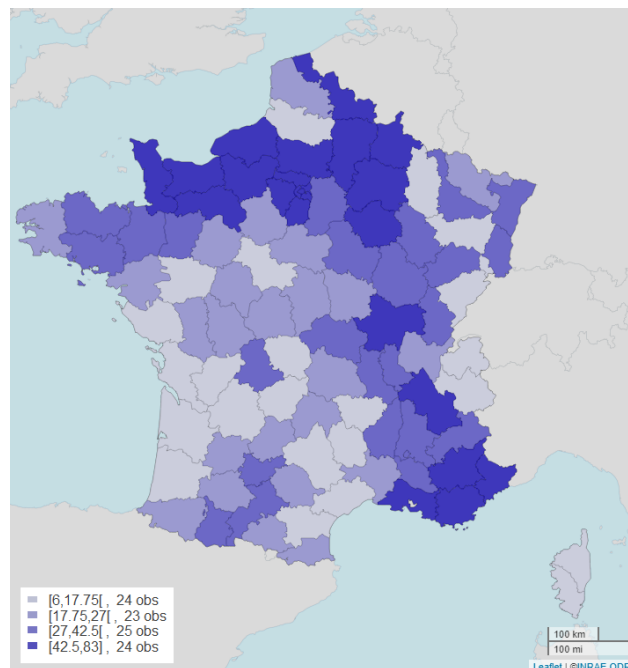 [6,17.75[ , 24 obs
[17.75,27[ , 23 obs
[27,42.5[ , 25 obs
[42.5,83] , 24 obs
100 km
100 mi
Leaflet | ©INRAE ODR